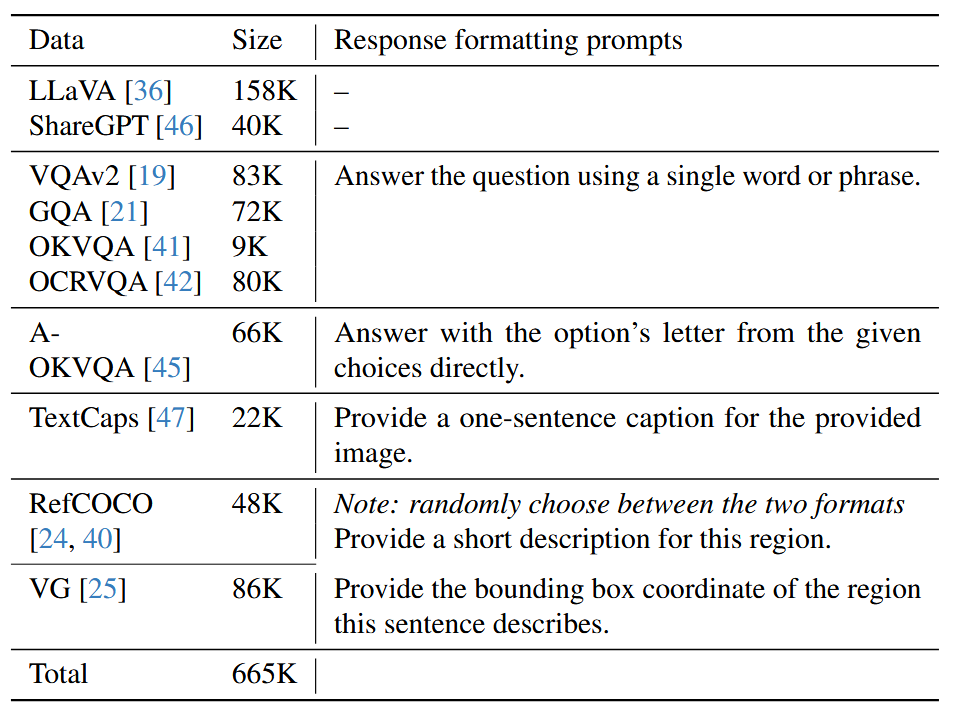 Data Size Response formatting prompts
LLaVA [36] 158K –
ShareGPT [46] 40K –
VQAv2 [19] 83K Answer the question using a single word or phrase.
GQA [21] 72K
OKVQA [41] 9K
OCRVQA [42] 80K
A- 66K Answer with the option’s letter from the given
OKVQA [45] choices directly.
TextCaps [47] 22K Provide a one-sentence caption for the provided
image.
RefCOCO 48K Note: randomly choose between the two formats
[24, 40] Provide a short description for this region.
VG [25] 86K Provide the bounding box coordinate of the region
this sentence describes.
Total 665K